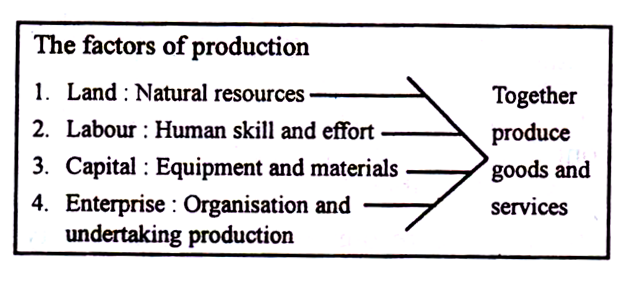 The factors of production
1. Land : Natural resources
2. Labour : Human skill and effort
3. Capital : Equipment and materials
4. Enterprise : Organisation and
undertaking production
Together
produce
goods and
services